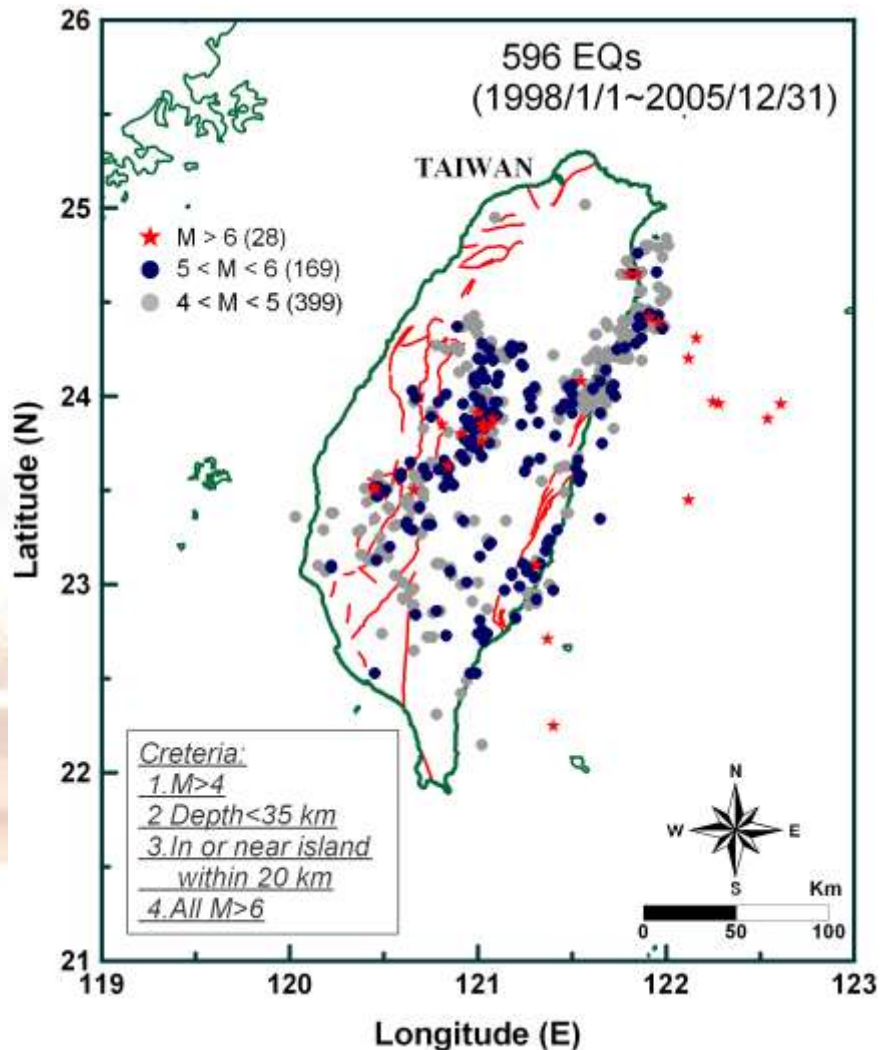 596 EQs
(1998/1/1~2005/12/31)
TAIWAN
M > 6 (28)
5 < M < 6 (169)
4 < M < 5 (399)
Creteria:
1.M>4
2 Depth<35 km
3.In or near island
within 20 km
4.All M>6
N
W
E
S
Km
0
50
100
26
25
24
23
22
21
119
120
121
122
123
Latitude (N)
Longitude (E)